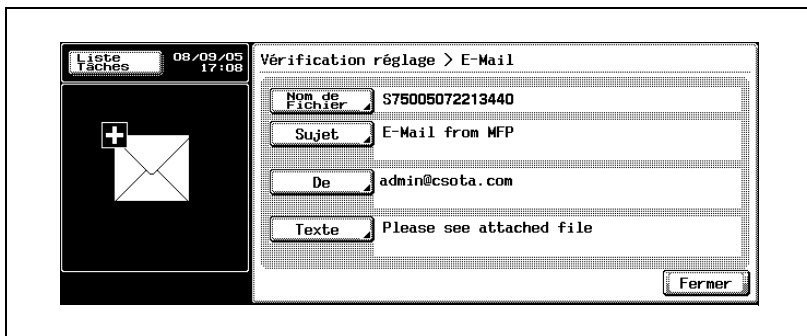 Liste
Tâches
08/09/05
17:08
Vérification réglage > E-Mail
Nom de
Fichier
S75005072213440
Sujet
E-Mail from MFP
De
admin@csota.com
Texte
Please see attached file
Fermer